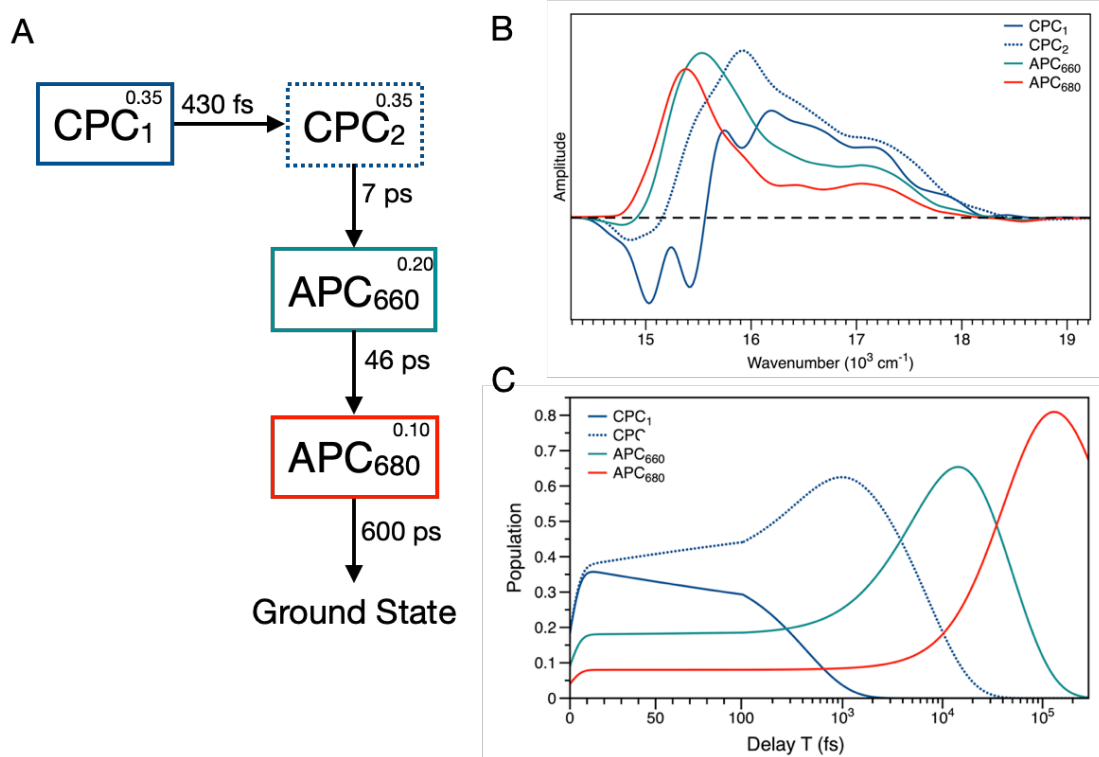 A
0.35
CPC₁
430 fs
0.35
CPC₂
7 ps
0.20
APC₆₆₀
46 ps
0.10
APC₆₈₀
600 ps
Ground State
B
CPC₁
CPC₂
APC₆₆₀
APC₆₈₀
Amplitude
15 16 17 18 19
Wavenumber (10³ cm⁻¹)
C
CPC₁
CPC
APC₆₆₀
APC₆₈₀
Population
0.8
0.7
0.6
0.5
0.4
0.3
0.2
0.1
0
0 50 100 10³ 10⁴ 10⁵
Delay T (fs)